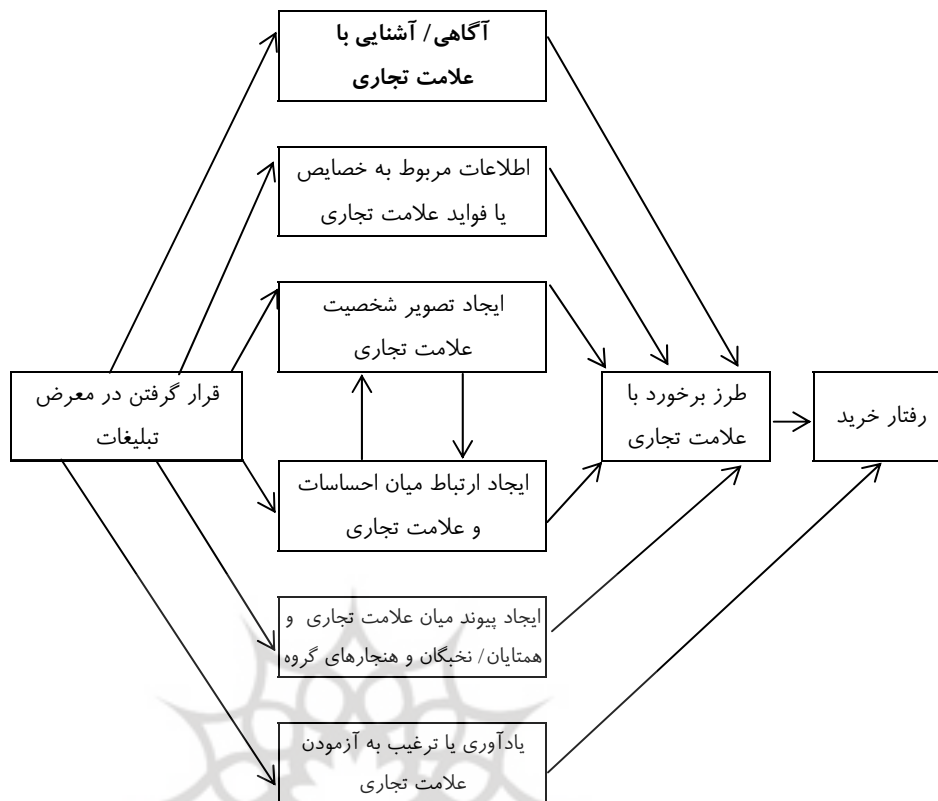 آگاهی/ آشنایی با
علامت تجاری
اطلاعات مربوط به خصایص
یا فواید علامت تجاری
ایجاد تصویر شخصیت
علامت تجاری
قرار گرفتن در معرض
تبلیغات
طرز برخورد با
علامت تجاری
رفتار خرید
ایجاد ارتباط میان احساسات
و علامت تجاری
ایجاد پیوند میان علامت تجاری و
همتایان/ نخبگان و هنجارهای گروه
یادآوری یا ترغیب به آزمودن
علامت تجاری